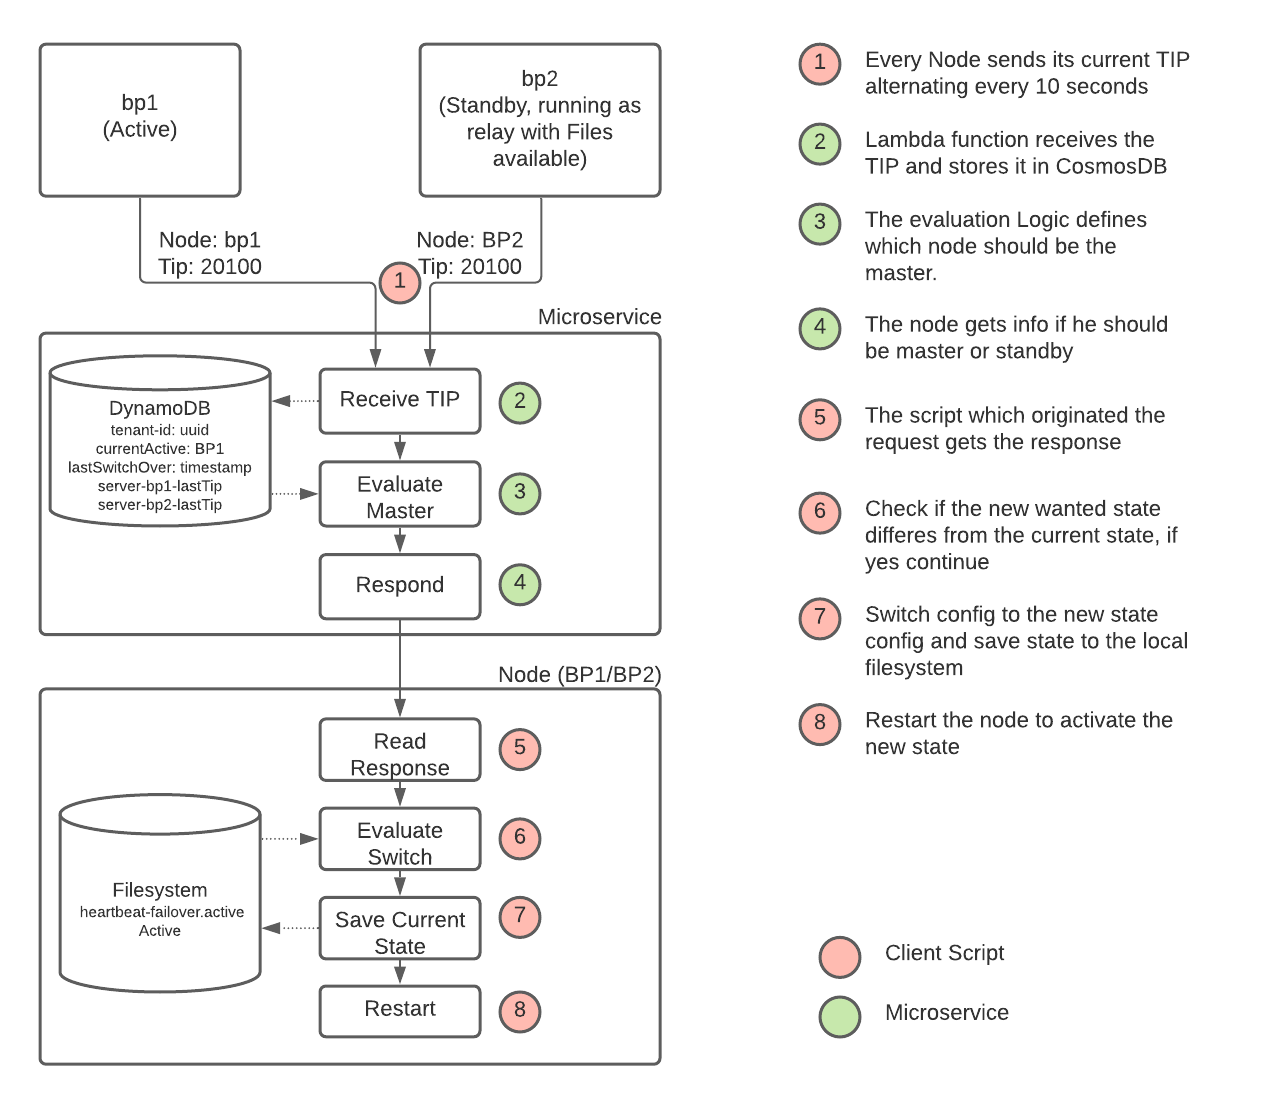 bp1
(Active)
bp2
(Standby, running as
relay with Files
available)
Node: bp1
Tip: 20100
Node: BP2
Tip: 20100
1
Microservice
DynamoDB
tenant-id: uuid
currentActive: BP1
lastSwitchOver: timestamp
server-bp1-lastTip
server-bp2-lastTip
Receive TIP
2
Evaluate
Master
3
Respond
4
Node (BP1/BP2)
Read
Response
5
Evaluate
Switch
6
Filesystem
heartbeat-failover.active
Active
Save Current
State
7
Restart
8
1
Every Node sends its current TIP
alternating every 10 seconds
2
Lambda function receives the
TIP and stores it in CosmosDB
3
The evaluation Logic defines
which node should be the
master.
4
The node gets info if he should
be master or standby
5
The script which originated the
request gets the response
6
Check if the new wanted state
differes from the current state, if
yes continue
7
Switch config to the new state
config and save state to the local
filesystem
8
Restart the node to activate the
new state
Client Script
Microservice